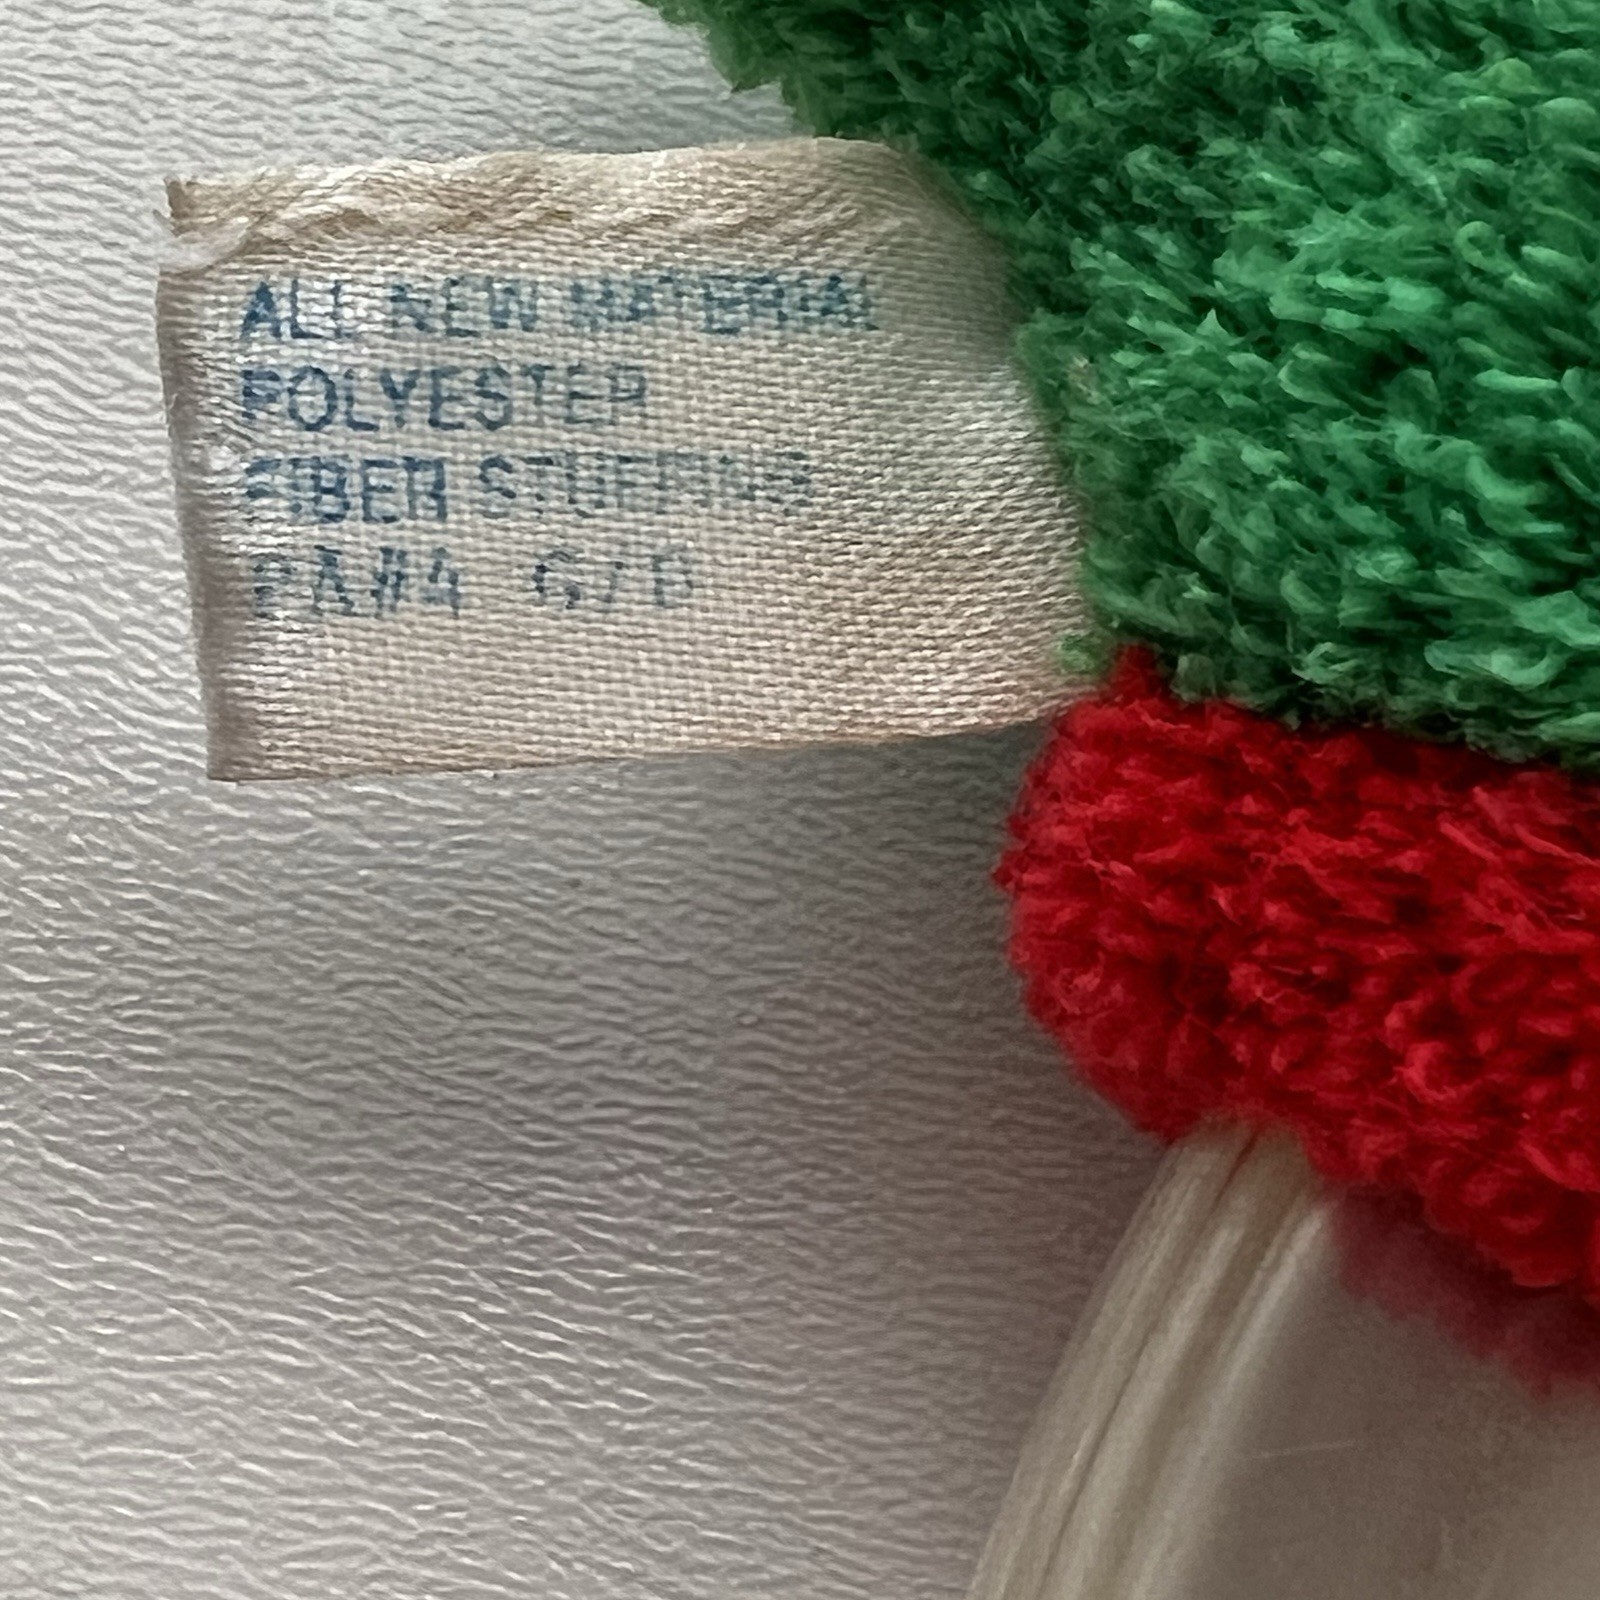 ALL NEW MATERIAL
POLYESTER
FIBER STUFFING
PA#4 G/B